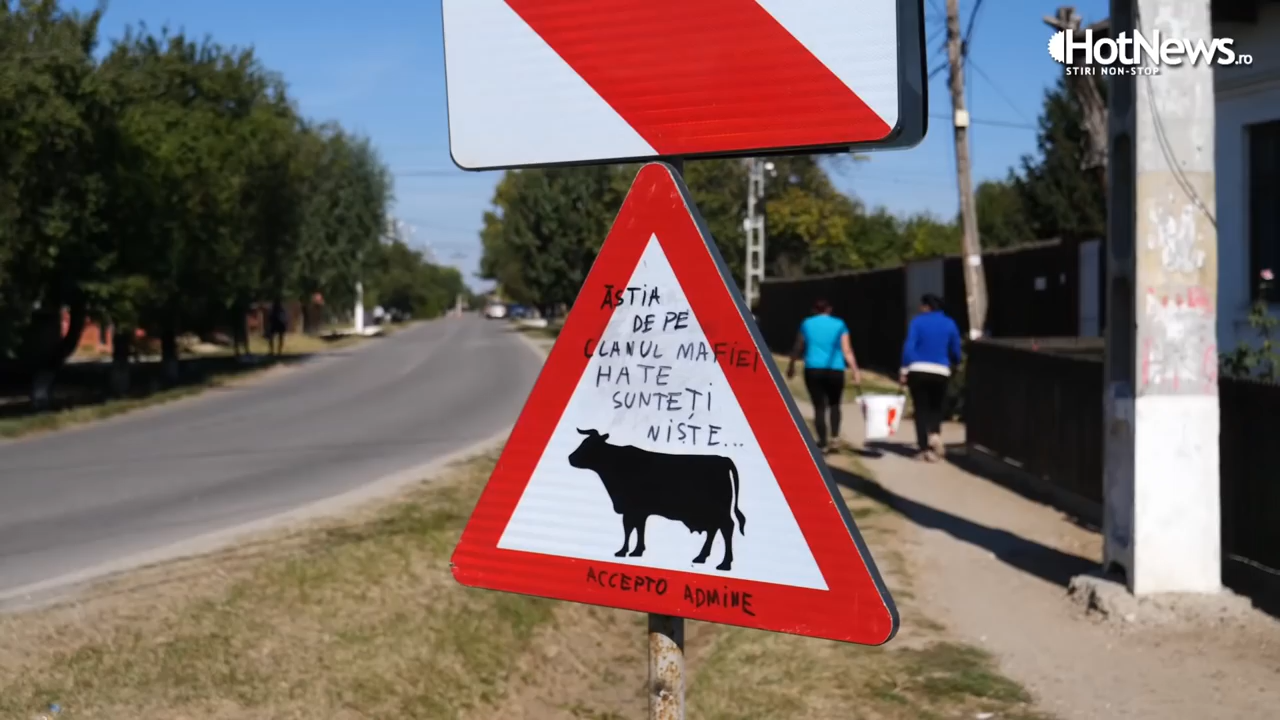 HotNews.ro
STIRI NON-STOP
ĂSTIA
DE PE
CLANUL MAFIEI
HATE
SUNTEȚI
NIȘTE...
ACCEPTO ADMINE